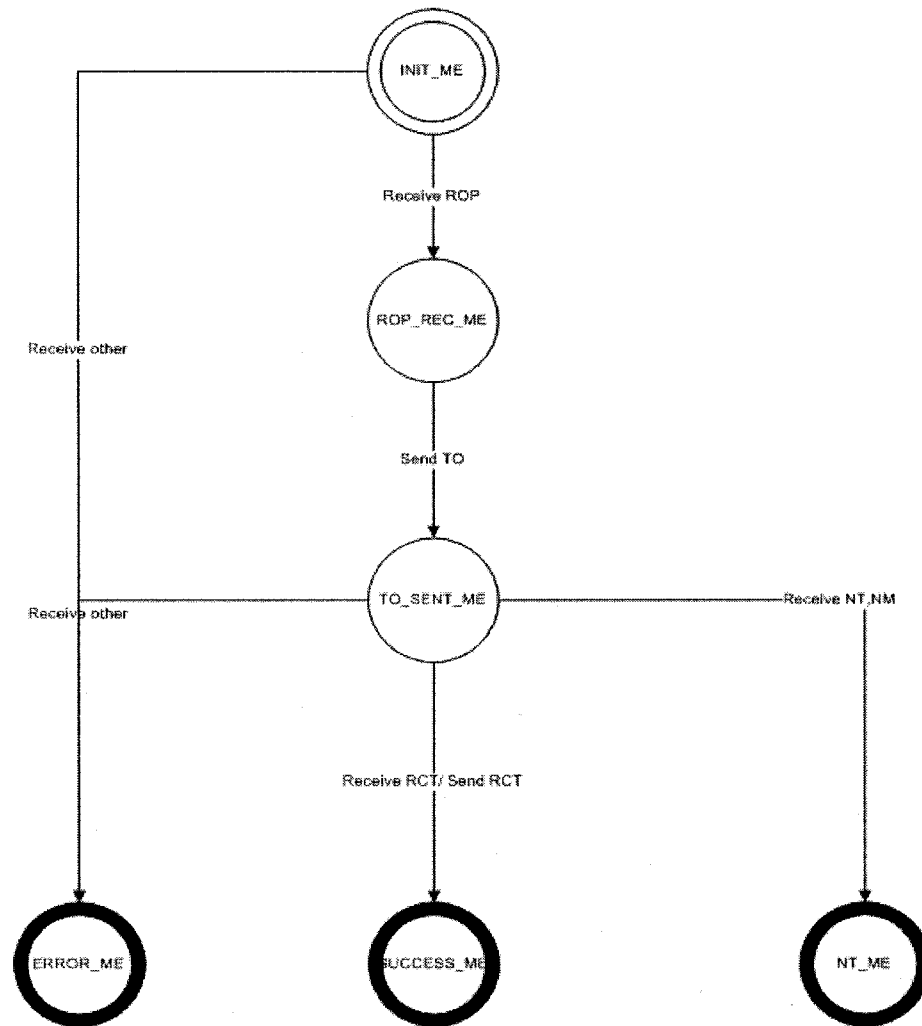 INIT_ME
Receive ROP
ROP_REC_ME
Receive other
Send TO
TO_SENT_ME
Receive NT,NM
Receive other
Receive RCT/ Send RCT
ERROR_ME
SUCCESS_ME
NT_ME